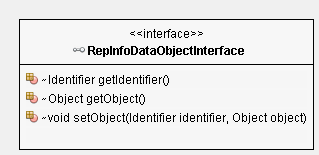 <<interface>>
RepInfoDataObjectInterface
~Identifier getIdentifier()
~Object getObject()
~void setObject(Identifier identifier, Object object)